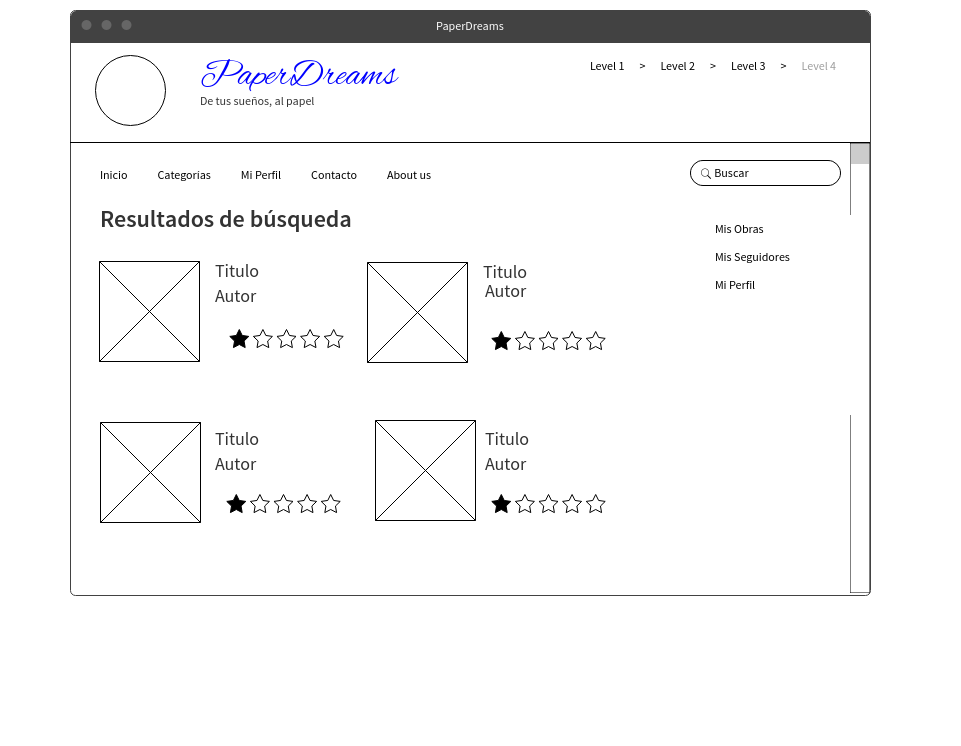 PaperDreams
PaperDreams
De tus sueños, al papel
Level 1 > Level 2 > Level 3 > Level 4
Inicio Categorías Mi Perfil Contacto About us
Buscar
Resultados de búsqueda
Mis Obras
Mis Seguidores
Mi Perfil
Titulo
Autor
Titulo
Autor
Titulo
Autor
Titulo
Autor